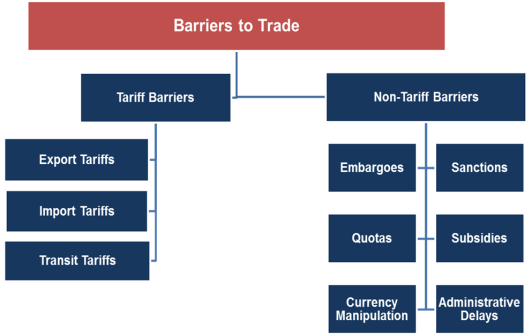 Barriers to Trade
Tariff Barriers
Non-Tariff Barriers
Export Tariffs
Import Tariffs
Transit Tariffs
Embargoes
Sanctions
Quotas
Subsidies
Currency
Manipulation
Administrative
Delays